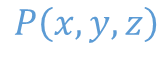 P(x, y, z)